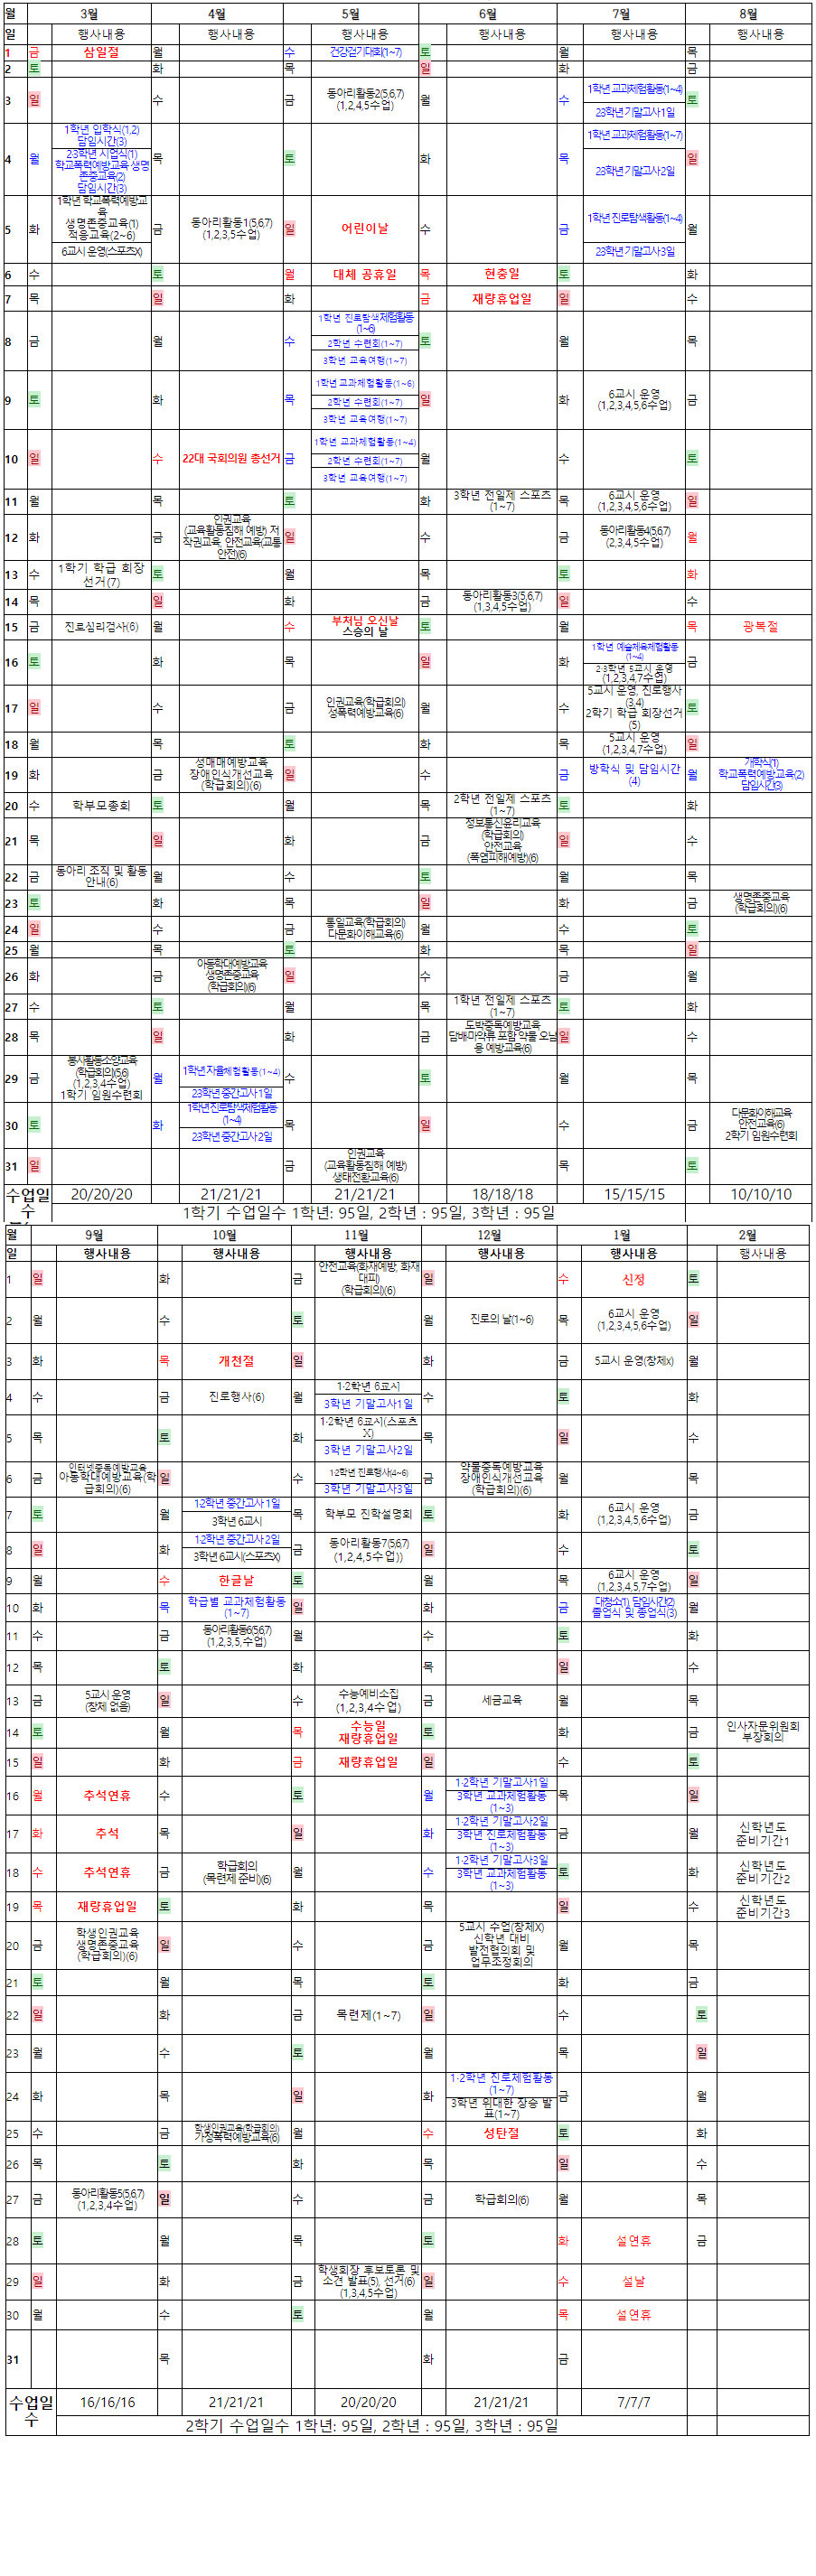 월 3월 4월 5월 6월 7월 8월
일 행사내용 행사내용 행사내용 행사내용 행사내용 행사내용
1 금 삼일절 월 수 건강걷기대회(1~7) 토 월 목
2 토 화 목 일 화 금
3 일 수 금 동아리활동2(5,6,7) 월 수 1학년 교과체험활동(1~4) 토
(1,2,4,5수업)
2·3학년 기말고사 1일
4 월 1학년 입학식(1,2) 목 토 화 목 1학년 교과체험활동(1~7) 일
담임시간(3)
2·3학년 시업식(1)
학교폭력예방교육 생명
존중교육(2)
담임시간(3)
2·3학년 기말고사 2일
5 화 1학년 학교폭력예방교 금 동아리활동1(5,6,7) 일 어린이날 수 금 1학년 진로탐색활동(1~4) 월
육
생명존중교육(1) (1,2,3,5수업)
적응교육(2~6)
6교시 운영(스포츠X) 2·3학년 기말고사 3일
6 수 토 월 대체 공휴일 목 현충일 토 화
7 목 일 화 금 재량휴업일 일 수
8 금 월 수 1학년 진로탐색체험활동 토 월 목
(1~6)
2학년 수련회(1~7)
3학년 교육여행(1~7)
9 토 화 목 1학년 교과체험활동(1~6) 일 화 6교시 운영 금
(1,2,3,4,5,6수업)
2학년 수련회(1~7)
3학년 교육여행(1~7)
10 일 수 22대 국회의원 총선거 금 1학년 교과체험활동(1~4) 월 수 토
2학년 수련회(1~7)
3학년 교육여행(1~7)
11 월 목 토 화 3학년 전일제 스포츠 목 6교시 운영 일
(1~7) (1,2,3,4,5,6수업)
12 화 금 인권교육 일 수 금 동아리활동4(5,6,7) 월
(교육활동침해 예방) 저 (2,3,4,5수업)
작권교육, 안전교육(교통
안전)(6)
13 수 1학기 학급 회장 토 월 목 토 화
선거(7)
14 목 일 화 금 동아리활동3(5,6,7) 일 수
(1,3,4,5수업)
15 금 진로심리검사(6) 월 수 부처님 오신날 토 월 목 광복절
스승의 날
16 토 화 목 일 화 1학년 예술체육체험활동 금
(1~4)
2·3학년 5교시 운영
(1,2,3,4,7수업)
17 일 수 금 인권교육(학급회의) 월 수 5교시 운영, 진로행사 토
성폭력예방교육(6) (3,4)
2학기 학급 회장선거
(5)
18 월 목 토 화 목 5교시 운영 일
(1,2,3,4,7수업)
19 화 금 성매매예방교육 일 수 금 방학식 및 담임시간 월 개학식(1)
장애인식개선교육 (4) 학교폭력예방교육(2)
(학급회의)(6) 담임시간(3)
20 수 학부모총회 토 월 목 2학년 전일제 스포츠 토 화
(1~7)
21 목 일 화 금 정보통신윤리교육 일 수
(학급회의)
안전교육
(폭염피해예방)(6)
22 금 동아리 조직 및 활동 월 수 토 월 목
안내(6)
23 토 화 목 일 화 금 생명존중교육
(학급회의)(6)
24 일 수 금 통일교육(학급회의) 월 수 토
다문화이해교육(6)
25 월 목 토 화 목 일
26 화 금 아동학대예방교육 일 수 금 월
생명존중교육
(학급회의)(6)
27 수 토 월 목 1학년 전일제 스포츠 토 화
(1~7)
28 목 일 화 금 도박중독예방교육 일 수
담배·마약류 포함 약물 오남
용 예방교육(6)
29 금 봉사활동소양교육 월 1학년 자율체험활동(1~4) 수 토 월 목
(학급회의)(5,6)
(1,2,3,4수업) 2·3학년 중간고사 1일
1학기 임원수련회
30 토 화 1학년 진로탐색체험활동 목 일 수 금 다문화이해교육
(1~4) 안전교육(6)
2·3학년 중간고사 2일 2학기 임원수련회
31 일 금 인권교육 목 토
(교육활동침해 예방)
생태전환교육(6)
수업일 20/20/20 21/21/21 21/21/21 18/18/18 15/15/15 10/10/10
수 1학기 수업일수 1학년: 95일, 2학년 : 95일, 3학년 : 95일
월 9월 10월 11월 12월 1월 2월
일 행사내용 행사내용 행사내용 행사내용 행사내용 행사내용
1 일 화 금 안전교육(화재예방, 화재 일 수 신정 토
대피)
(학급회의)(6)
2 월 수 토 월 진로의 날(1~6) 목 6교시 운영 일
(1,2,3,4,5,6수업)
3 화 목 개천절 일 화 금 5교시 운영(창체x) 월
4 수 금 진로행사(6) 월 1·2학년 6교시 수 토 화
3학년 기말고사1일
5 목 토 화 1·2학년 6교시(스포츠 목 일 수
X)
3학년 기말고사2일
6 금 인터넷중독예방교육 일 수 1·2학년 진로행사(4~6) 금 약물중독예방교육 월 목
아동학대예방교육(학 장애인식개선교육
급회의)(6) 3학년 기말고사3일 (학급회의)(6)
7 토 월 1·2학년 중간고사 1일 목 학부모 진학설명회 토 화 6교시 운영 금
3학년 6교시 (1,2,3,4,5,6수업)
8 일 화 1·2학년 중간고사 2일 금 동아리활동7(5,6,7) 일 수 토
3학년 6교시(스포츠X) (1,2,4,5수업))
9 월 수 한글날 토 월 목 6교시 운영 일
(1,2,3,4,5,7수업)
10 화 목 학급별 교과체험활동 일 화 금 대청소(1), 담임시간(2) 월
(1~7) 졸업식 및 종업식(3)
11 수 금 동아리활동6(5,6,7) 월 수 토 화
(1,2,3,5,수업)
12 목 토 화 목 일 수
13 금 5교시 운영 일 수 수능예비소집 금 세금교육 월 목
(창체 없음) (1,2,3,4수업)
14 토 월 목 수능일 토 화 금 인사자문위원회
재량휴업일 부장회의
15 일 화 금 재량휴업일 일 수 토
16 월 추석연휴 수 토 월 1·2학년 기말고사1일 목 일
3학년 교과체험활동
(1~3)
17 화 추석 목 일 화 1·2학년 기말고사2일 금 월 신학년도
3학년 진로체험활동 준비기간1
(1~3)
18 수 추석연휴 금 학급회의 월 수 1·2학년 기말고사3일 토 화 신학년도
(목련제 준비)(6) 3학년 교과체험활동 준비기간2
(1~3)
19 목 재량휴업일 토 화 목 일 수 신학년도
준비기간3
20 금 학생인권교육 일 수 금 5교시 수업(창체X) 월 목
생명존중교육 신학년 대비
(학급회의)(6) 발전협의회 및
업무조정회의
21 토 월 목 토 화 금
22 일 화 금 목련제(1~7) 일 수 토
23 월 수 토 월 목 일
24 화 목 일 화 1·2학년 진로체험활동 금 월
(1~7)
3학년 위대한 장승 발
표(1~7)
25 수 금 학생인권교육(학급회의) 월 수 성탄절 토 화
가정폭력예방교육(6)
26 목 토 화 목 일 수
27 금 동아리활동5(5,6,7) 일 수 금 학급회의(6) 월 목
(1,2,3,4수업)
28 토 월 목 토 화 설연휴 금
29 일 화 금 학생회장 후보토론 및 일 수 설날
소견 발표(5), 선거(6)
(1,3,4,5수업)
30 월 수 토 월 목 설연휴
31 목 화 금
수업일 16/16/16 21/21/21 20/20/20 21/21/21 7/7/7
수 2학기 수업일수 1학년: 95일, 2학년 : 95일, 3학년 : 95일